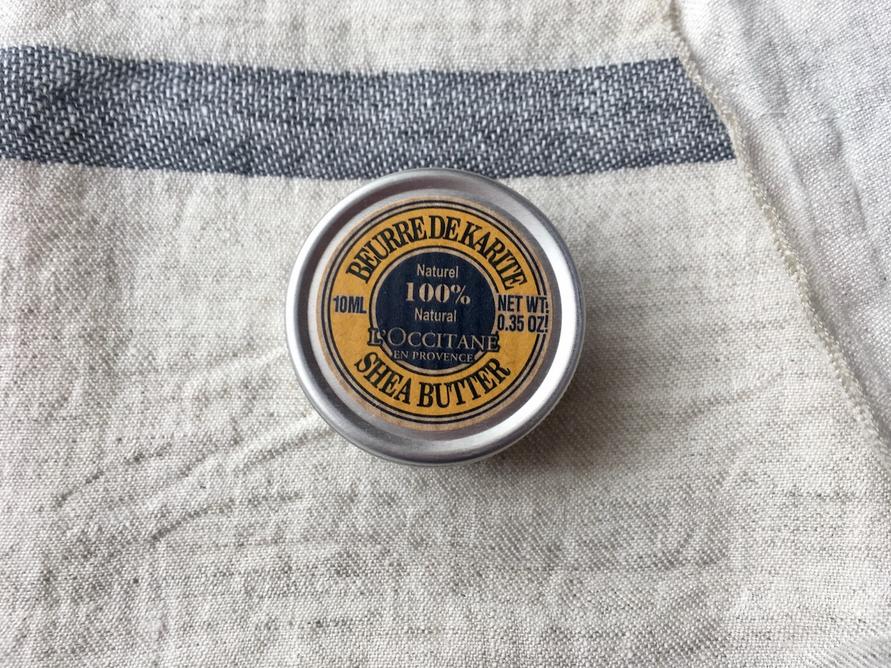 BEURRE DE KARITE
Naturel
100%
Natural
10ML
NET WT.
0.35 OZ.
L'OCCITANE
EN PROVENCE
SHEA BUTTER